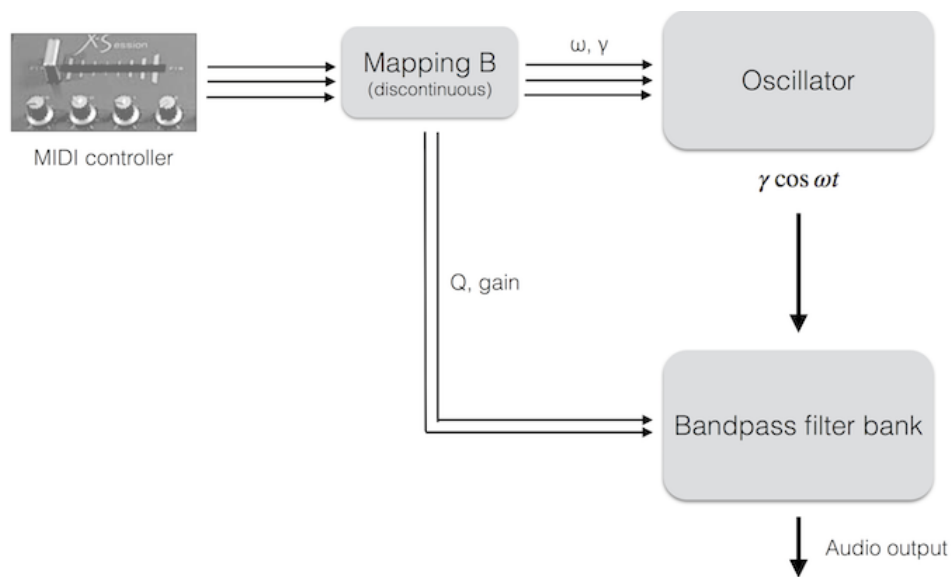 X-Session
MIDI controller
Mapping B
(discontinuous)
ω, γ
Oscillator
γ cos ωt
Q, gain
Bandpass filter bank
Audio output